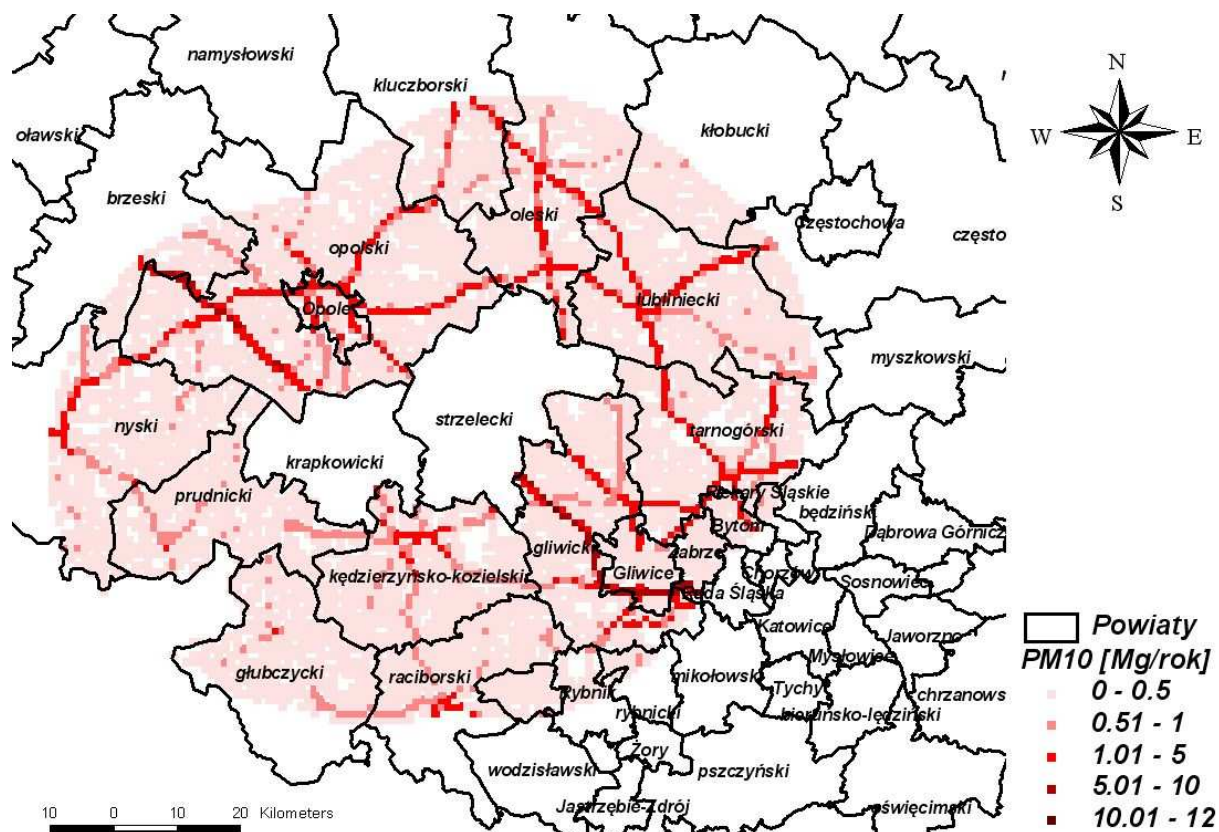 namysłowski
kluczborski
kłobucki
oławski
brzeski
oleski
Częstochowa
często
opolski
Opole
lubliniecki
myszkowski
nyski
strzelecki
tarnogórski
krapkowicki
prudnicki
Piekary Śląskie
będziński
Bytom
Dąbrowa Górnicz
gliwicki
Zabrze
kędzierzyńsko-kozielski
Gliwice
Chorzów
Sosnowiec
Ruda Śląska
Katowice
Jaworzno
Mysłowice
głubczycki
raciborski
Rybnik
mikołowski
Tychy
chrzanows
rybnicki
bieruńsko-lędziński
Żory
wodzisławski
pszczyński
Jastrzębie-Zdrój
oświęcimski
N
W
E
S
Powiaty
PM10 [Mg/rok]
0 - 0.5
0.51 - 1
1.01 - 5
5.01 - 10
10.01 - 12
10 0 10 20 Kilometers